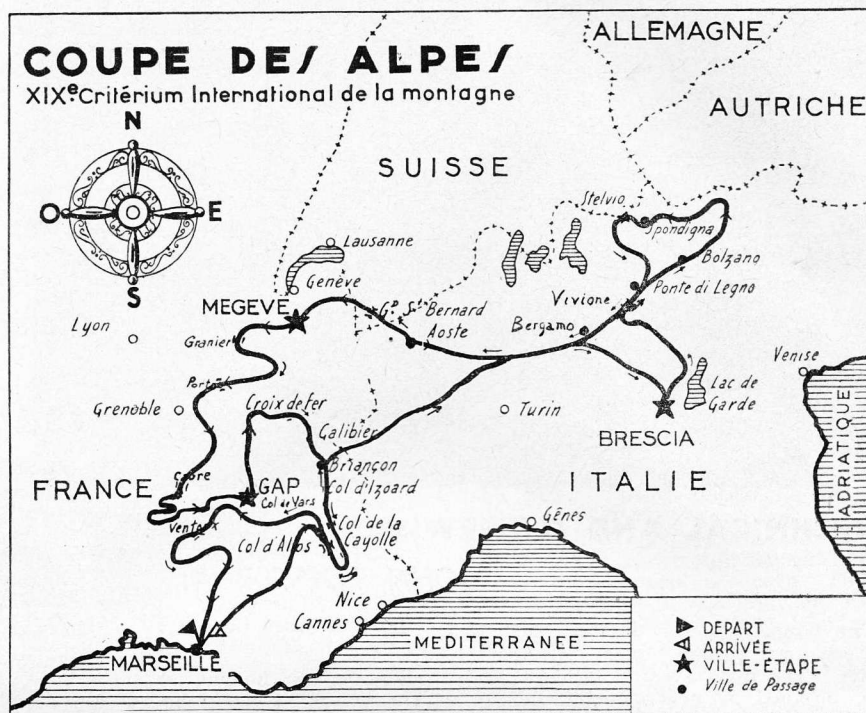 COUPE DES ALPES
XIXe Critérium International de la montagne
ALLEMAGNE
AUTRICHE
SUISSE
N
O
E
S
Stelvio
Spondigna
Bolzano
Ponte di Legno
Vivione
Bergamo
Lausanne
Genève
MEGEVE
Gd St Bernard
Aoste
Lyon
Granier
Grenoble
Croix de fer
Galibier
Turin
Venise
Lac de
Garde
BRESCIA
ADRIATIQUE
FRANCE
Cabre
GAP
Col de Vars
Briançon
Col d'Izoard
ITALIE
Ventoux
Col d'Allos
Col de la
Cayolle
Gênes
Nice
Cannes
MARSEILLE
MEDITERRANEE
DEPART
ARRIVÉE
VILLE-ÉTAPE
Ville de Passage